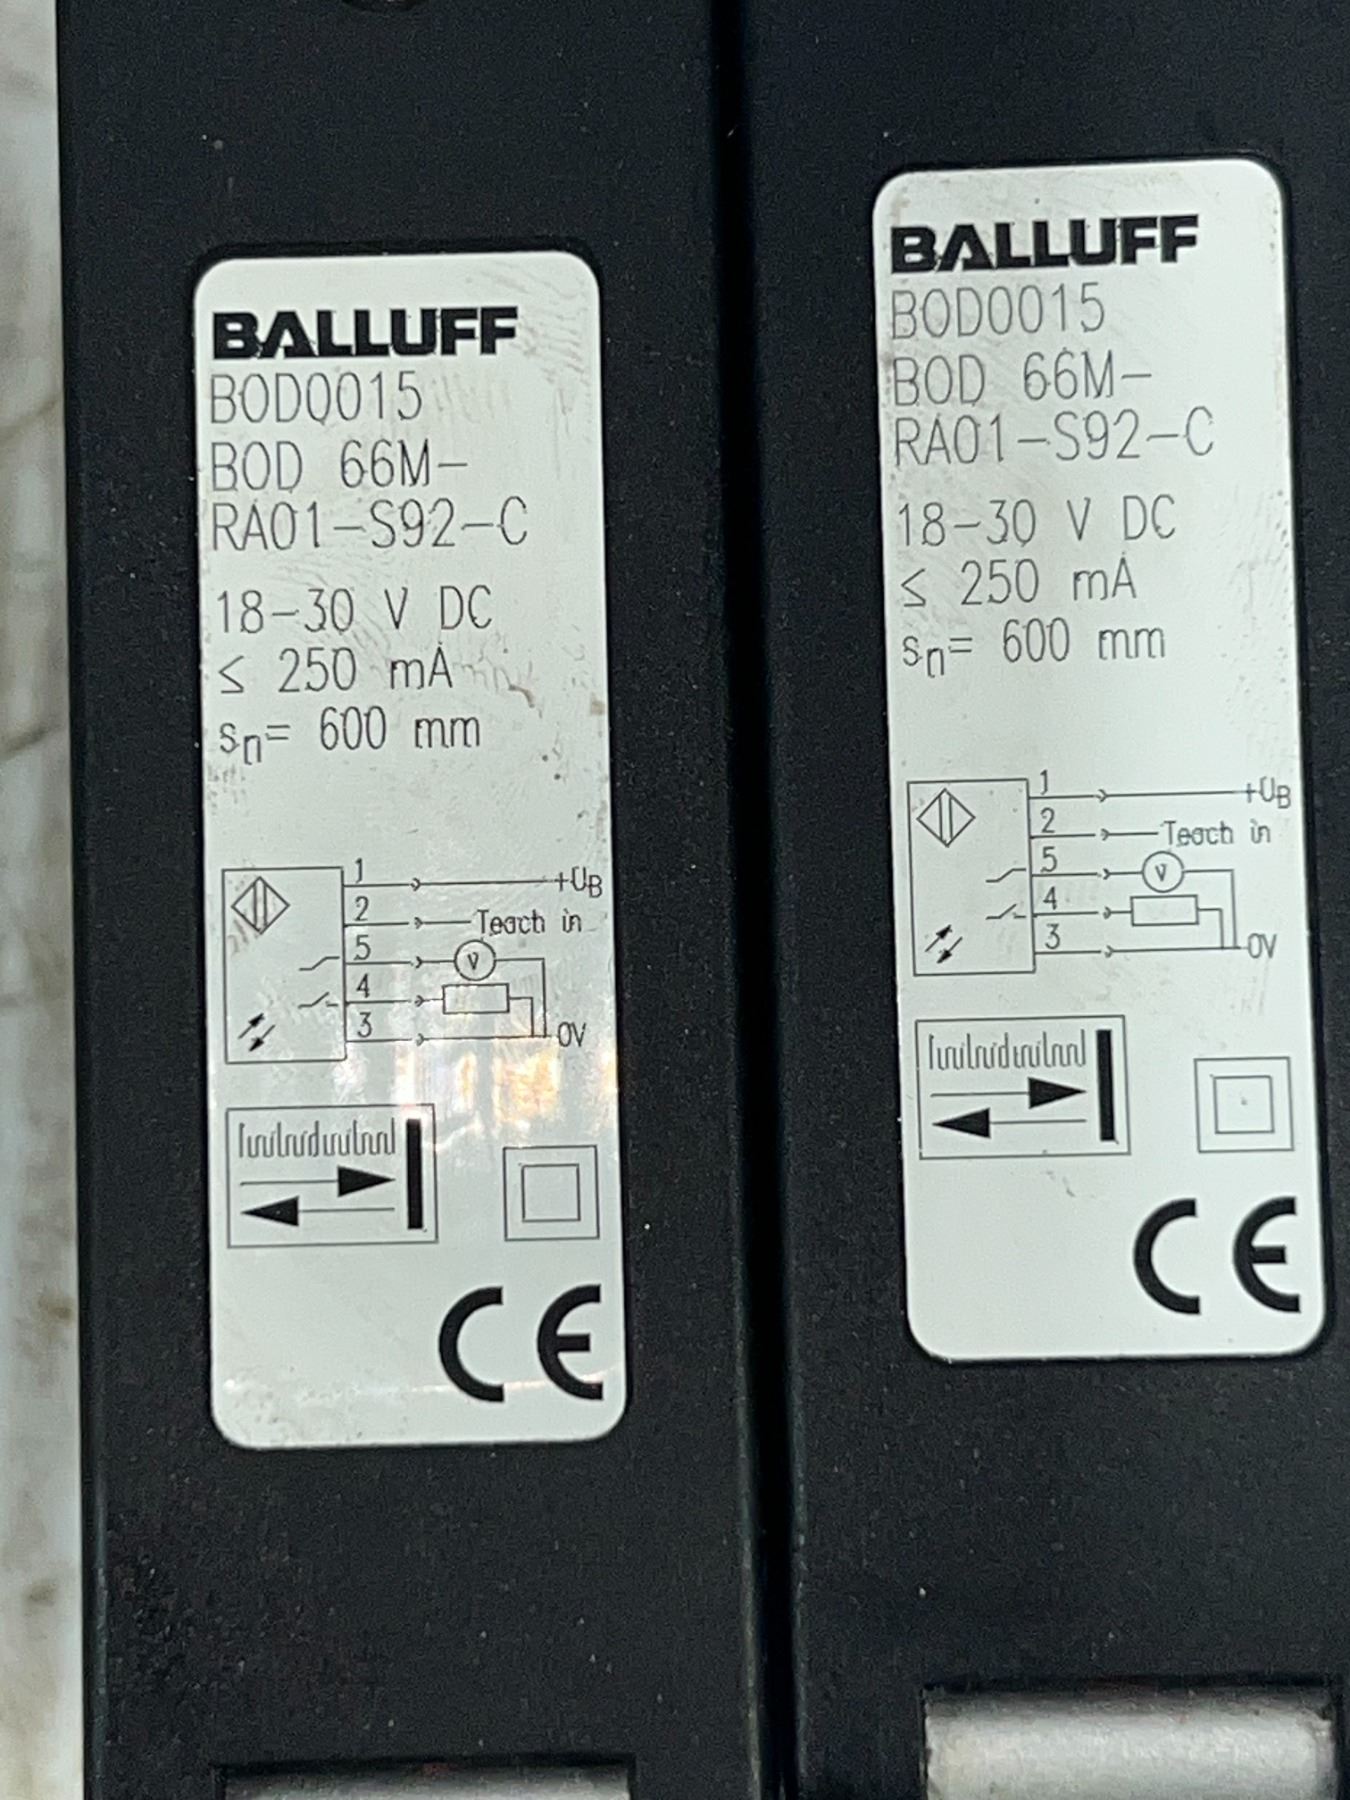 BALLUFF
BOD0015
BOD 66M-
RA01-S92-C
18-30 V DC
≤ 250 mA
sn= 600 mm
1
+UB
2
Teach in
5
V
4
3
0V
CE
BALLUFF
BOD0015
BOD 66M-
RA01-S92-C
18-30 V DC
≤ 250 mA
sn= 600 mm
1
+UB
2
Teach in
5
V
4
3
0V
CE